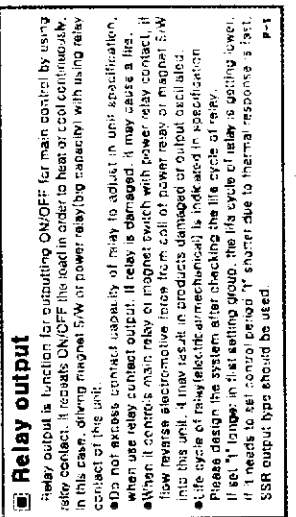 Relay output
Relay output is function for outputting ON/OFF for main control by using
relay contact. It repeats ON/OFF the load in order to heat or cool continuously.
In this case, driving magnet S/W or power relay(big capacity) with using relay
contact of this unit.
●Do not excess contact capacity of relay to adjust in unit specification,
when use relay contact output. If relay is damaged, it may cause a fire.
●When it controls main relay or magnet switch with power relay contact, it
flow reverse electromotive force from coil of power relay or magnet S/W
into this unit. It may result in products damaged or output oscillated.
●Life cycle of relay(electrical/mechanical) is indicated in specification.
Please design the system after checking the life cycle of relay.
If set "t" longer in first setting group, the life cycle of relay is getting lower.
If it needs to set control period "t" shorter due to thermal response is fast,
SSR output type should be used.